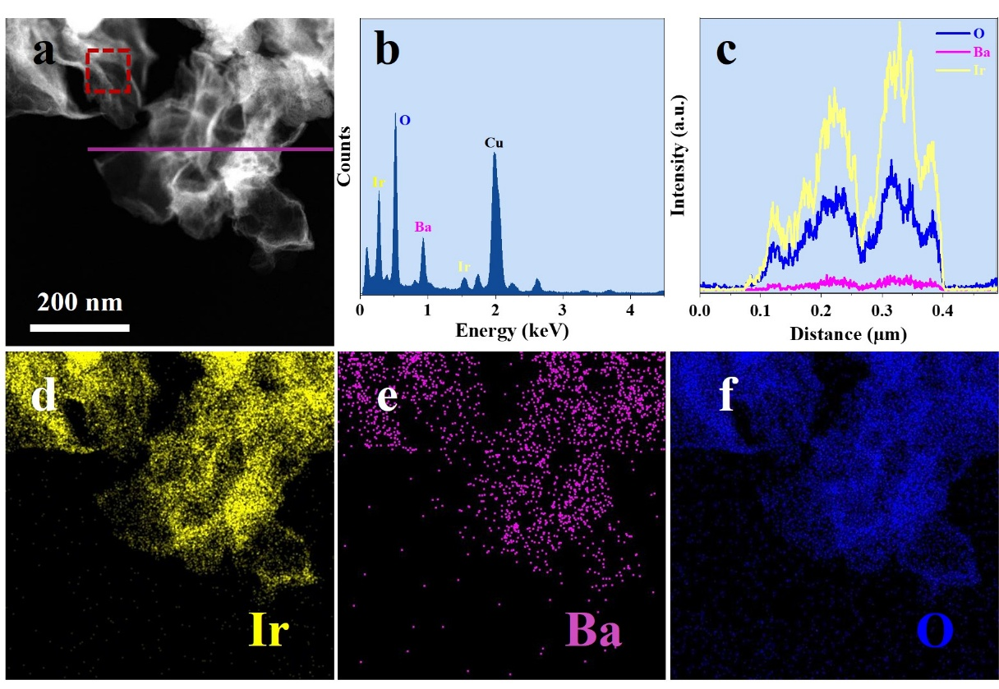 a
200 nm
b
Counts
Ir
O
Ba
Ir
Cu
0 1 2 3 4
Energy (keV)
c
O
Ba
Ir
Intensity (a.u.)
0.0 0.1 0.2 0.3 0.4
Distance (μm)
d
Ir
e
Ba
f
O